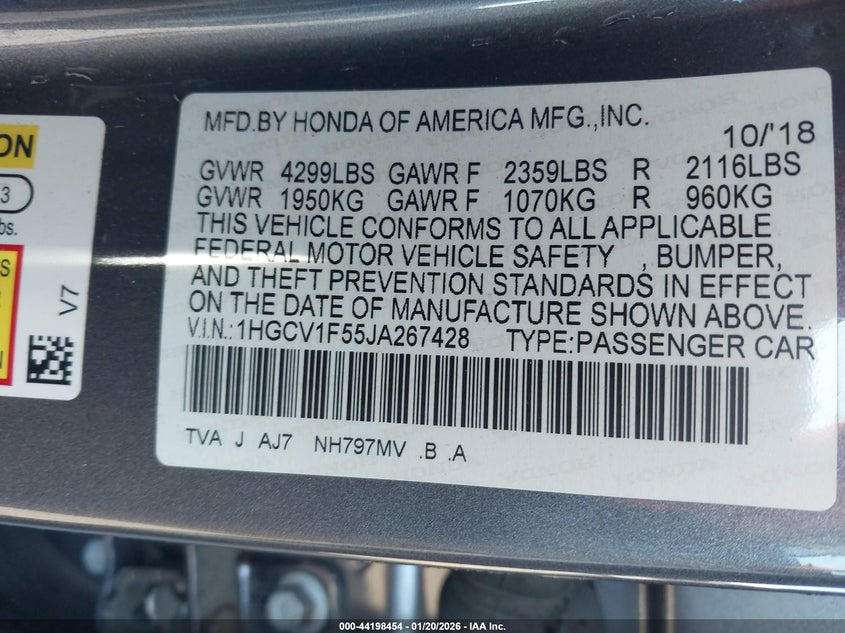 ON
3
bs.
S
N
V7
MFD.BY HONDA OF AMERICA MFG.,INC.
10/'18
GVWR 4299LBS GAWR F 2359LBS R 2116LBS
GVWR 1950KG GAWR F 1070KG R 960KG
THIS VEHICLE CONFORMS TO ALL APPLICABLE
FEDERAL MOTOR VEHICLE SAFETY , BUMPER,
AND THEFT PREVENTION STANDARDS IN EFFECT
ON THE DATE OF MANUFACTURE SHOWN ABOVE.
V.I.N.:1HGCV1F55JA267428 TYPE:PASSENGER CAR
TVA J AJ7 NH797MV .B .A
000-44198454 - 01/20/2026 - IAA Inc.